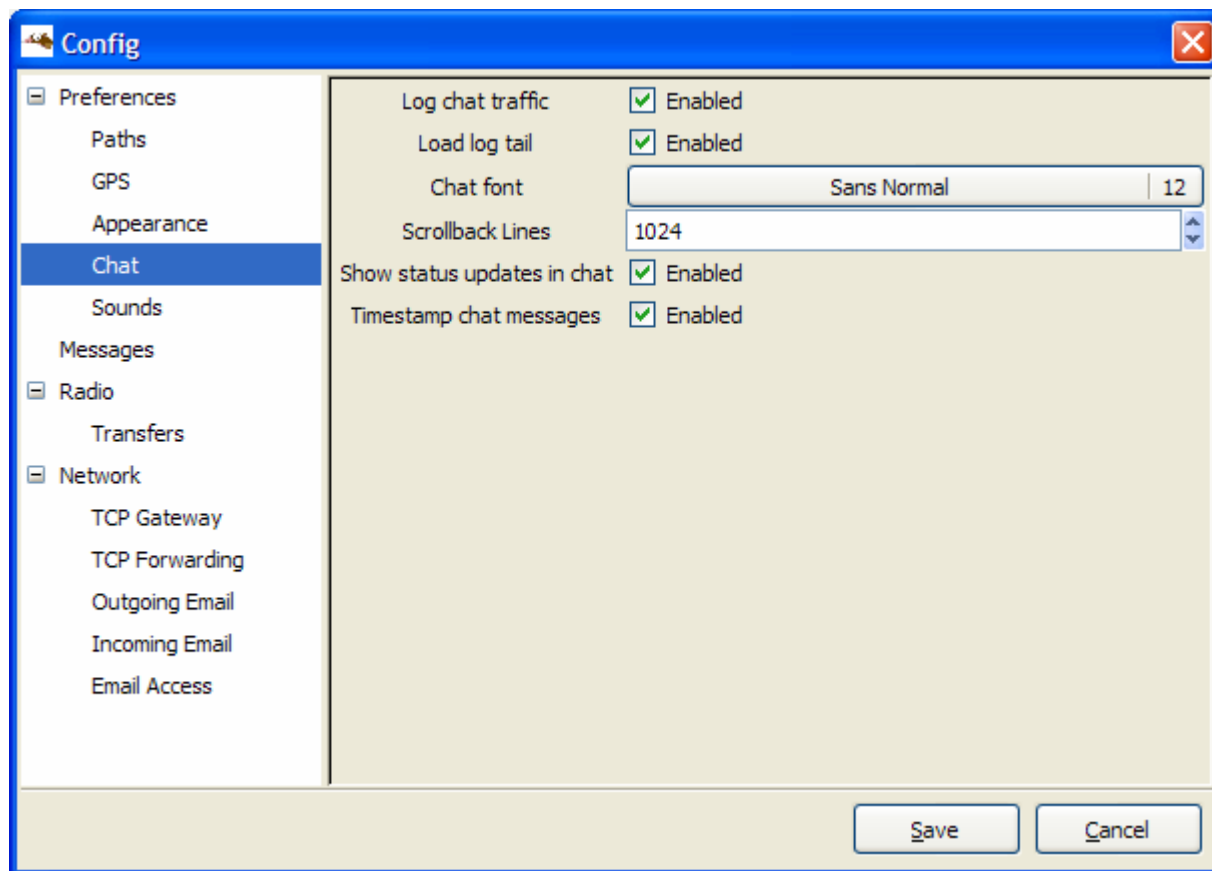 Config
Preferences
Paths
GPS
Appearance
Chat
Sounds
Messages
Radio
Transfers
Network
TCP Gateway
TCP Forwarding
Outgoing Email
Incoming Email
Email Access
Log chat traffic Enabled
Load log tail Enabled
Chat font Sans Normal 12
Scrollback Lines 1024
Show status updates in chat Enabled
Timestamp chat messages Enabled
Save Cancel